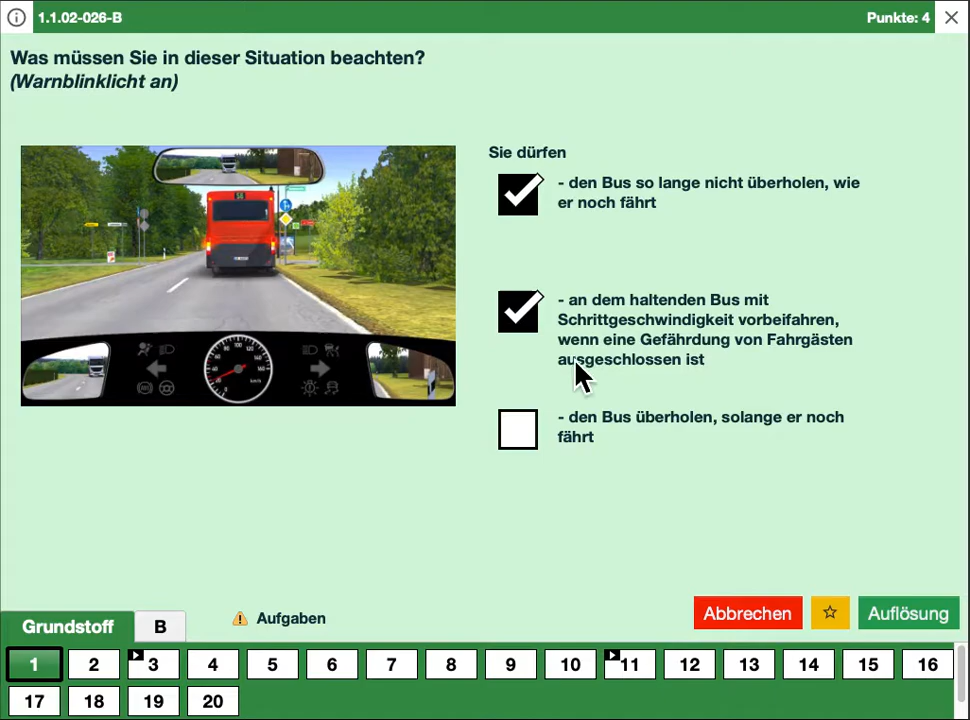 1.1.02-026-B
Punkte: 4
Was müssen Sie in dieser Situation beachten?
(Warnblinklicht an)
Sie dürfen
- den Bus so lange nicht überholen, wie
er noch fährt
- an dem haltenden Bus mit
Schrittgeschwindigkeit vorbeifahren,
wenn eine Gefährdung von Fahrgästen
ausgeschlossen ist
- den Bus überholen, solange er noch
fährt
Abbrechen
Auflösung
Grundstoff
B
Aufgaben
1 2 3 4 5 6 7 8 9 10 11 12 13 14 15 16
17 18 19 20